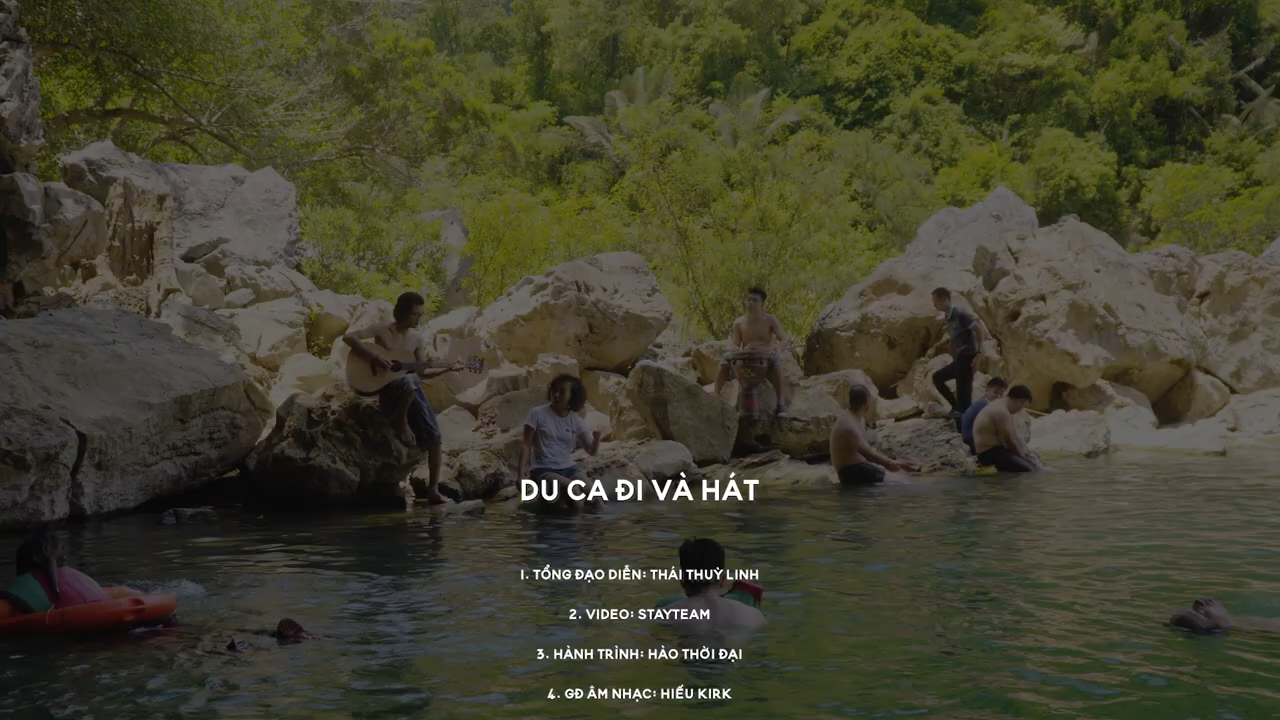 DU CA ĐI VÀ HÁT
1. TỔNG ĐẠO DIỄN: THÁI THUỲ LINH
2. VIDEO: STAYTEAM
3. HÀNH TRÌNH: HÀO THỜI ĐẠI
4. GĐ ÂM NHẠC: HIẾU KIRK